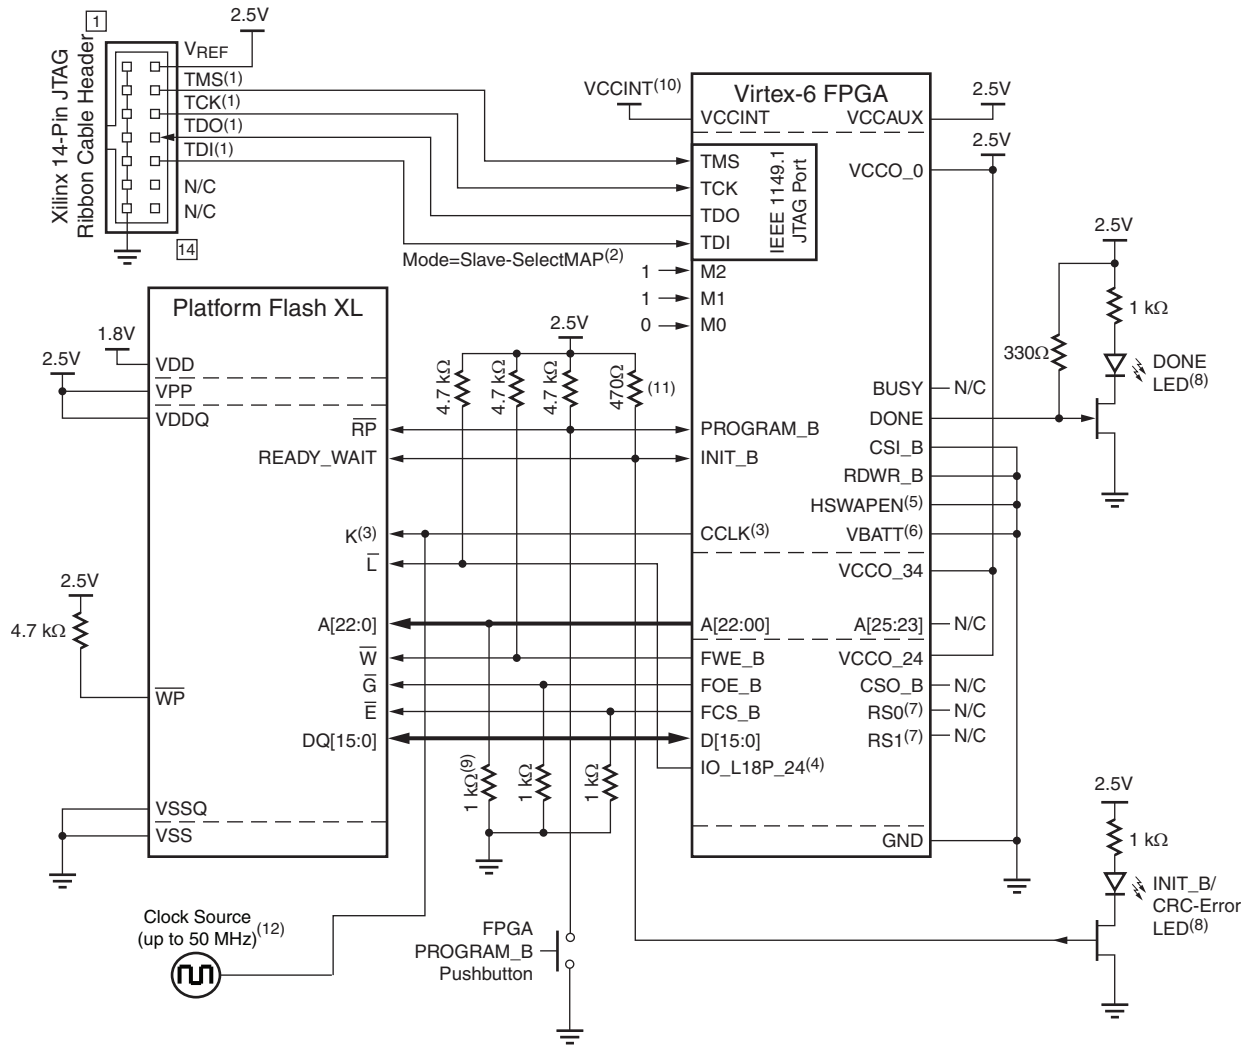 1
2.5V
Xilinx 14-Pin JTAG
Ribbon Cable Header
VREF
TMS(1)
TCK(1)
TDO(1)
TDI(1)
N/C
N/C
14
VCCINT(10)
Virtex-6 FPGA
VCCINT
VCCAUX
2.5V
2.5V
VCCO_0
TMS
TCK
TDO
TDI
IEEE 1149.1
JTAG Port
Mode=Slave-SelectMAP(2)
1
M2
1
M1
0
M0
Platform Flash XL
1.8V
VDD
2.5V
VPP
VDDQ
2.5V
4.7 kΩ
4.7 kΩ
4.7 kΩ
470Ω
(11)
2.5V
1 kΩ
330Ω
DONE
LED(8)
BUSY
N/C
DONE
RP
PROGRAM_B
CSI_B
READY_WAIT
INIT_B
RDWR_B
HSWAPEN(5)
K(3)
CCLK(3)
VBATT(6)
L
VCCO_34
2.5V
4.7 kΩ
A[22:0]
A[22:00]
A[25:23]
N/C
W
FWE_B
VCCO_24
WP
G
FOE_B
CSO_B
N/C
E
FCS_B
RS0(7)
N/C
DQ[15:0]
D[15:0]
RS1(7)
N/C
1 kΩ(9)
1 kΩ
1 kΩ
IO_L18P_24(4)
VSSQ
VSS
GND
2.5V
1 kΩ
INIT_B/
CRC-Error
LED(8)
Clock Source
(up to 50 MHz)(12)
FPGA
PROGRAM_B
Pushbutton